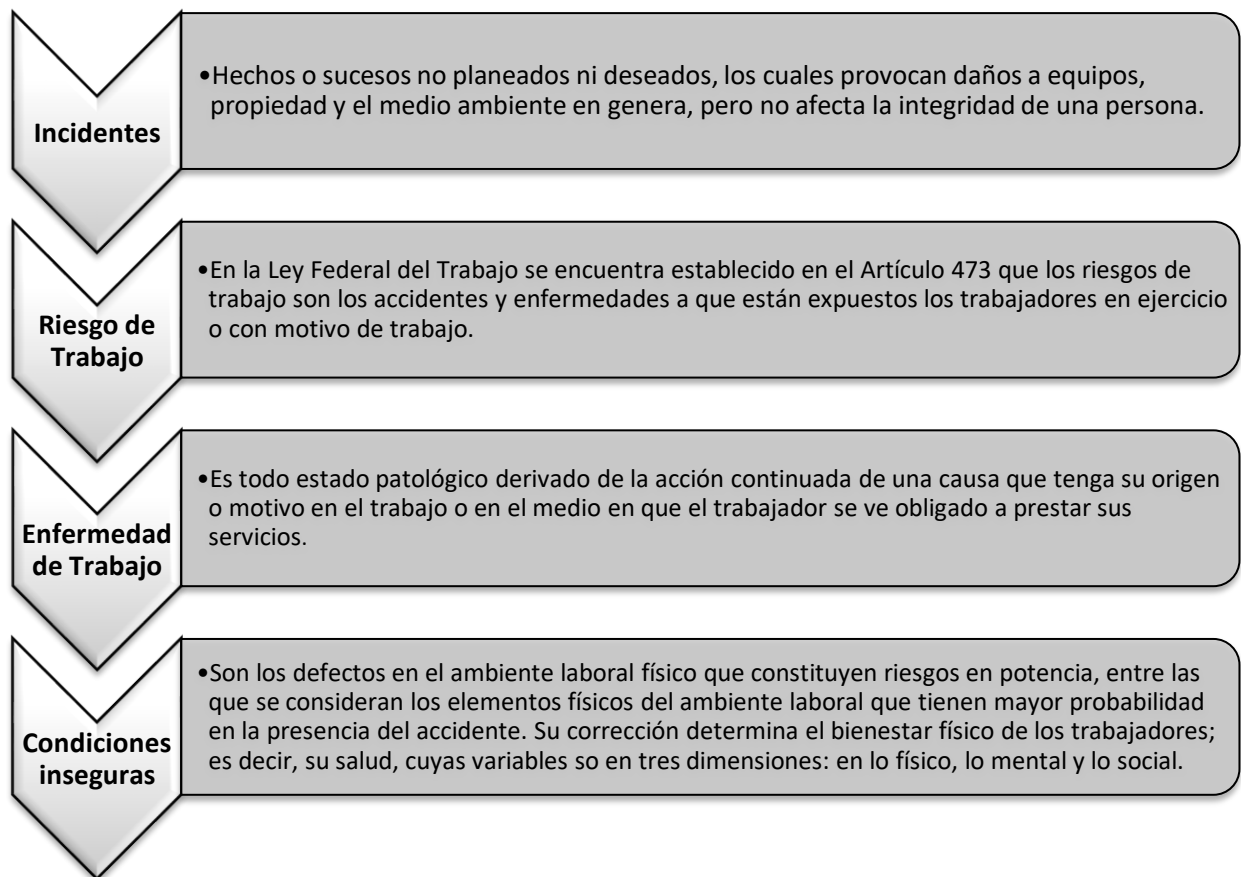 Incidentes
•Hechos o sucesos no planeados ni deseados, los cuales provocan daños a equipos,
propiedad y el medio ambiente en genera, pero no afecta la integridad de una persona.
Riesgo de
Trabajo
•En la Ley Federal del Trabajo se encuentra establecido en el Artículo 473 que los riesgos de
trabajo son los accidentes y enfermedades a que están expuestos los trabajadores en ejercicio
o con motivo de trabajo.
Enfermedad
de Trabajo
•Es todo estado patológico derivado de la acción continuada de una causa que tenga su origen
o motivo en el trabajo o en el medio en que el trabajador se ve obligado a prestar sus
servicios.
Condiciones
inseguras
•Son los defectos en el ambiente laboral físico que constituyen riesgos en potencia, entre las
que se consideran los elementos físicos del ambiente laboral que tienen mayor probabilidad
en la presencia del accidente. Su corrección determina el bienestar físico de los trabajadores;
es decir, su salud, cuyas variables so en tres dimensiones: en lo físico, lo mental y lo social.